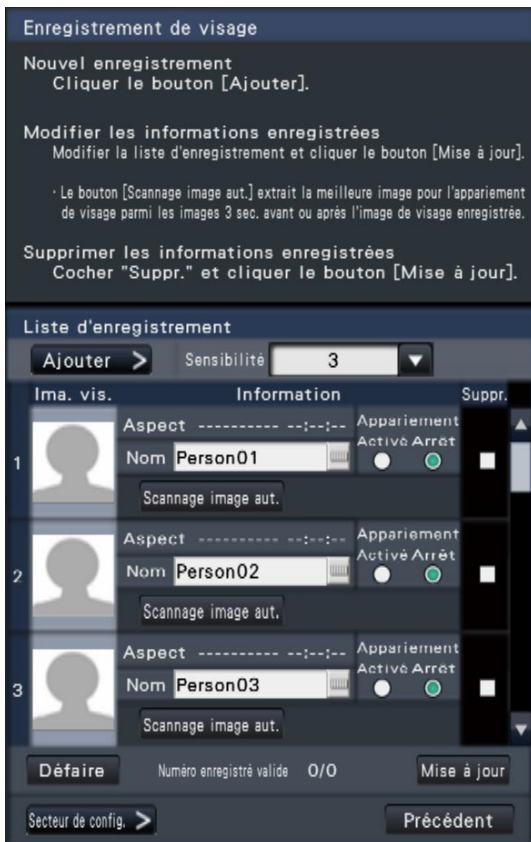 Enregistrement de visage
Nouvel enregistrement
Cliquer le bouton [Ajouter].
Modifier les informations enregistrées
Modifier la liste d'enregistrement et cliquer le bouton [Mise à jour].
· Le bouton [Scannage image aut.] extrait la meilleure image pour l'appariement
de visage parmi les images 3 sec. avant ou après l'image de visage enregistrée.
Supprimer les informations enregistrées
Cocher "Suppr." et cliquer le bouton [Mise à jour].
Liste d'enregistrement
Ajouter > Sensibilité 3
Ima. vis. Information Suppr.
Aspect ---------- --:--:-- Appariement
Activé Arrêt
1 Nom Person01
Scannage image aut.
Aspect ---------- --:--:-- Appariement
Activé Arrêt
2 Nom Person02
Scannage image aut.
Aspect ---------- --:--:-- Appariement
Activé Arrêt
3 Nom Person03
Scannage image aut.
Défaire Numéro enregistré valide 0/0 Mise à jour
Secteur de config. > Précédent